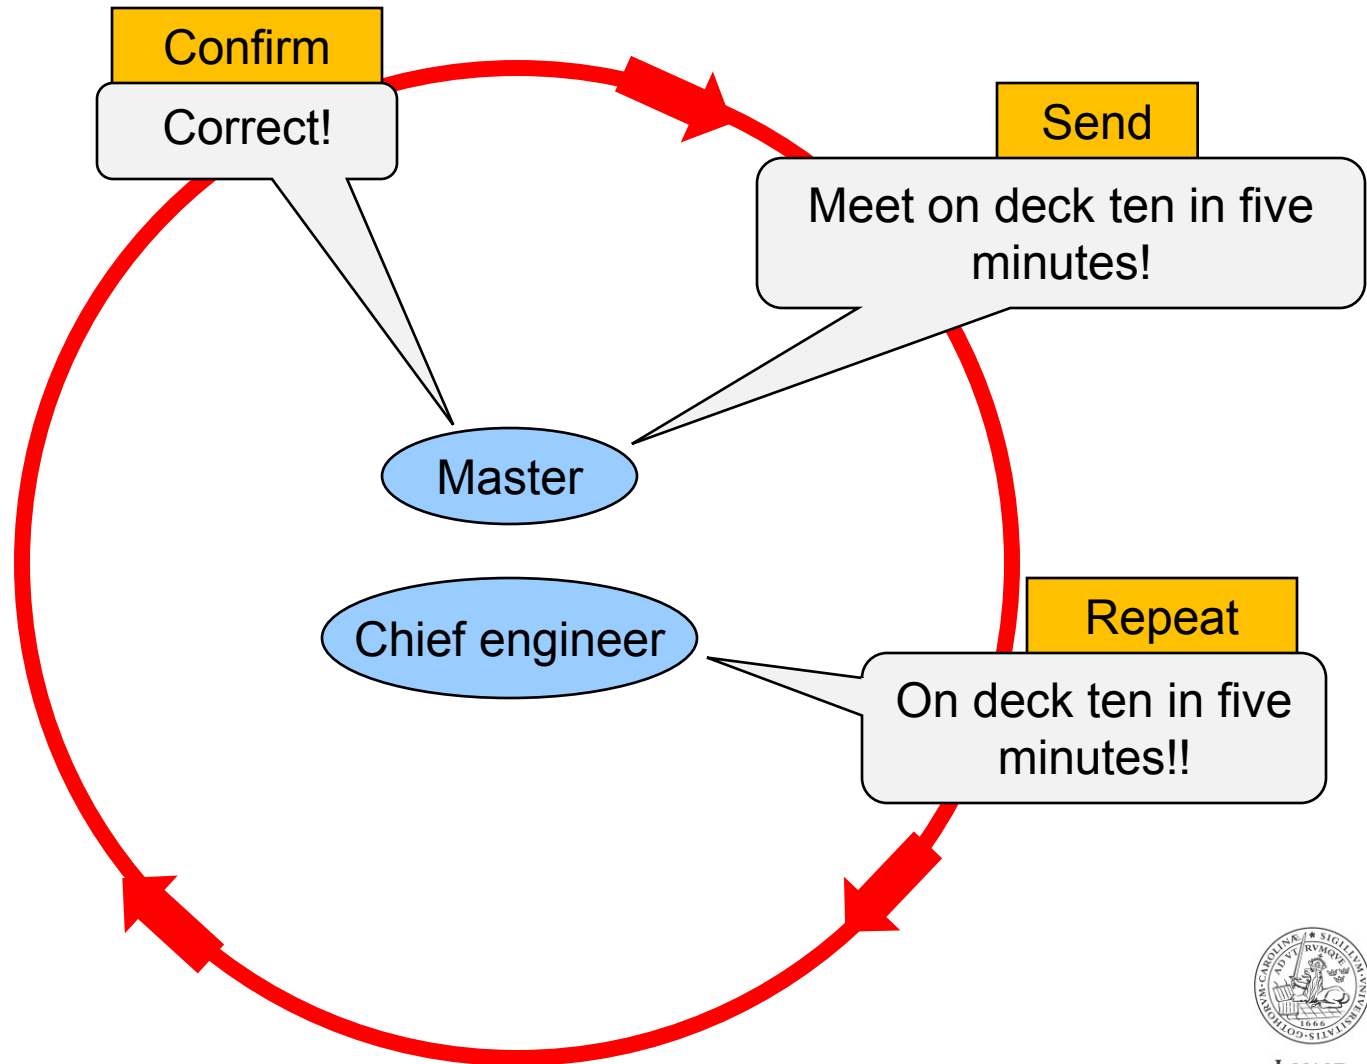 Confirm
Correct!
Send
Meet on deck ten in five
minutes!
Master
Chief engineer
Repeat
On deck ten in five
minutes!!
1666